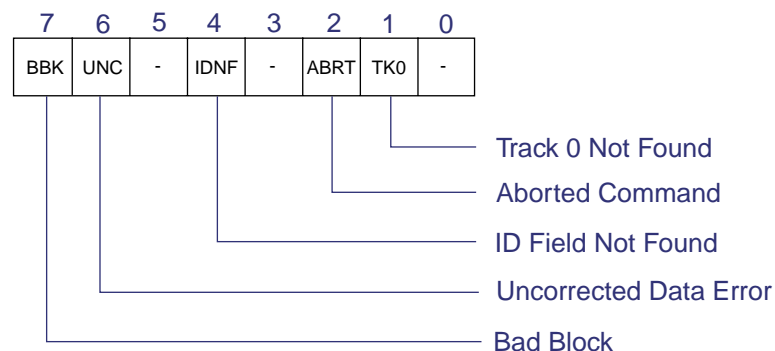 7 6 5 4 3 2 1 0
BBK UNC - IDNF - ABRT TK0 -
Track 0 Not Found
Aborted Command
ID Field Not Found
Uncorrected Data Error
Bad Block